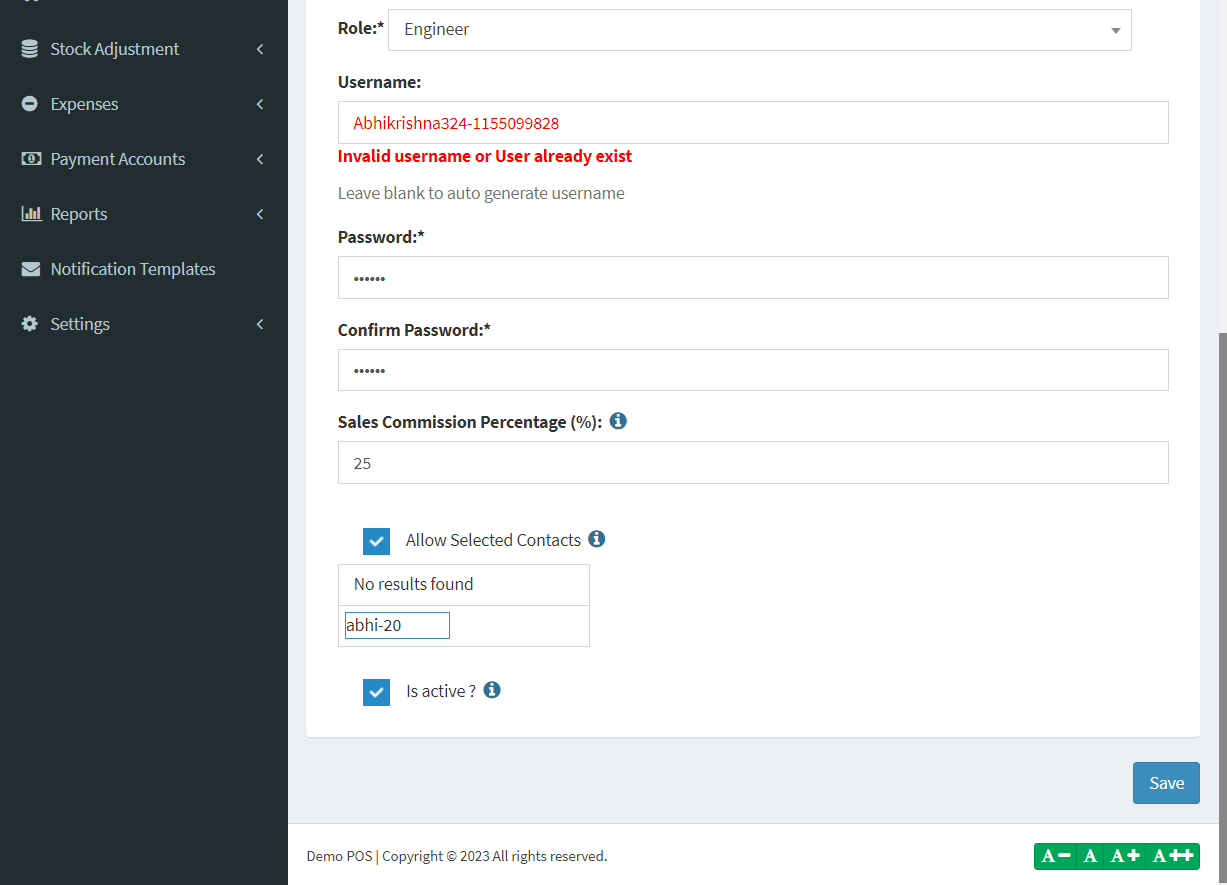 Role:*
Engineer
Stock Adjustment
Expenses
Payment Accounts
Reports
Notification Templates
Settings
Username:
Abhikrishna324-1155099828
Invalid username or User already exist
Leave blank to auto generate username
Password:*
••••••
Confirm Password:*
••••••
Sales Commission Percentage (%):
25
Allow Selected Contacts
No results found
abhi-20
Is active ?
Save
Demo POS | Copyright © 2023 All rights reserved.
A- A A+ A++